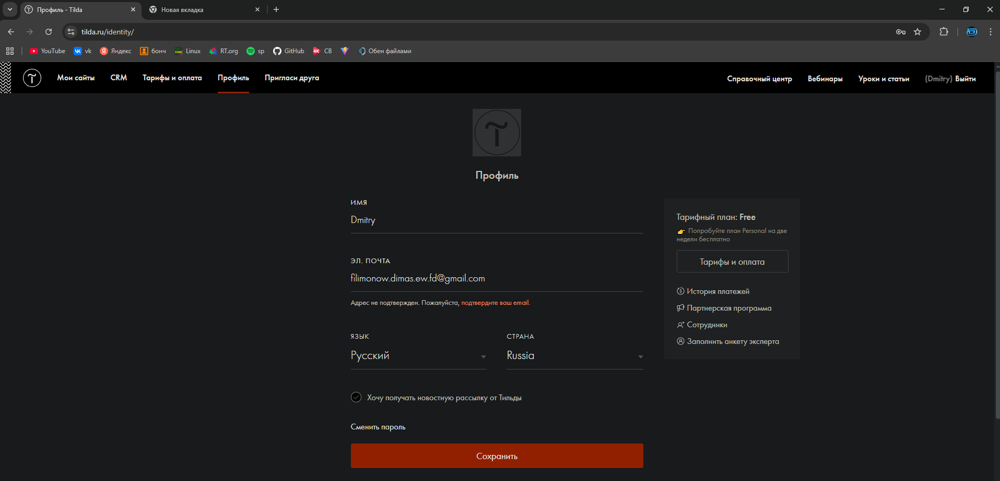 Профиль - Tilda
Новая вкладка
tilda.ru/identity/
YouTube vk Яндекс бонч Linux RT.org sp GitHub СВ Обен файлами
Мои сайты CRM Тарифы и оплата Профиль Пригласи друга Справочный центр Вебинары Уроки и статьи (Dmitry) Выйти
Профиль
ИМЯ
Dmitry
ЭЛ. ПОЧТА
filimonow.dimas.ew.fd@gmail.com
Адрес не подтвержден. Пожалуйста, подтвердите ваш email.
ЯЗЫК СТРАНА
Русский Russia
Хочу получать новостную рассылку от Тильды
Сменить пароль
Сохранить
Тарифный план: Free
👉 Попробуйте план Personal на две
недели бесплатно
Тарифы и оплата
История платежей
Партнерская программа
Сотрудники
Заполнить анкету эксперта